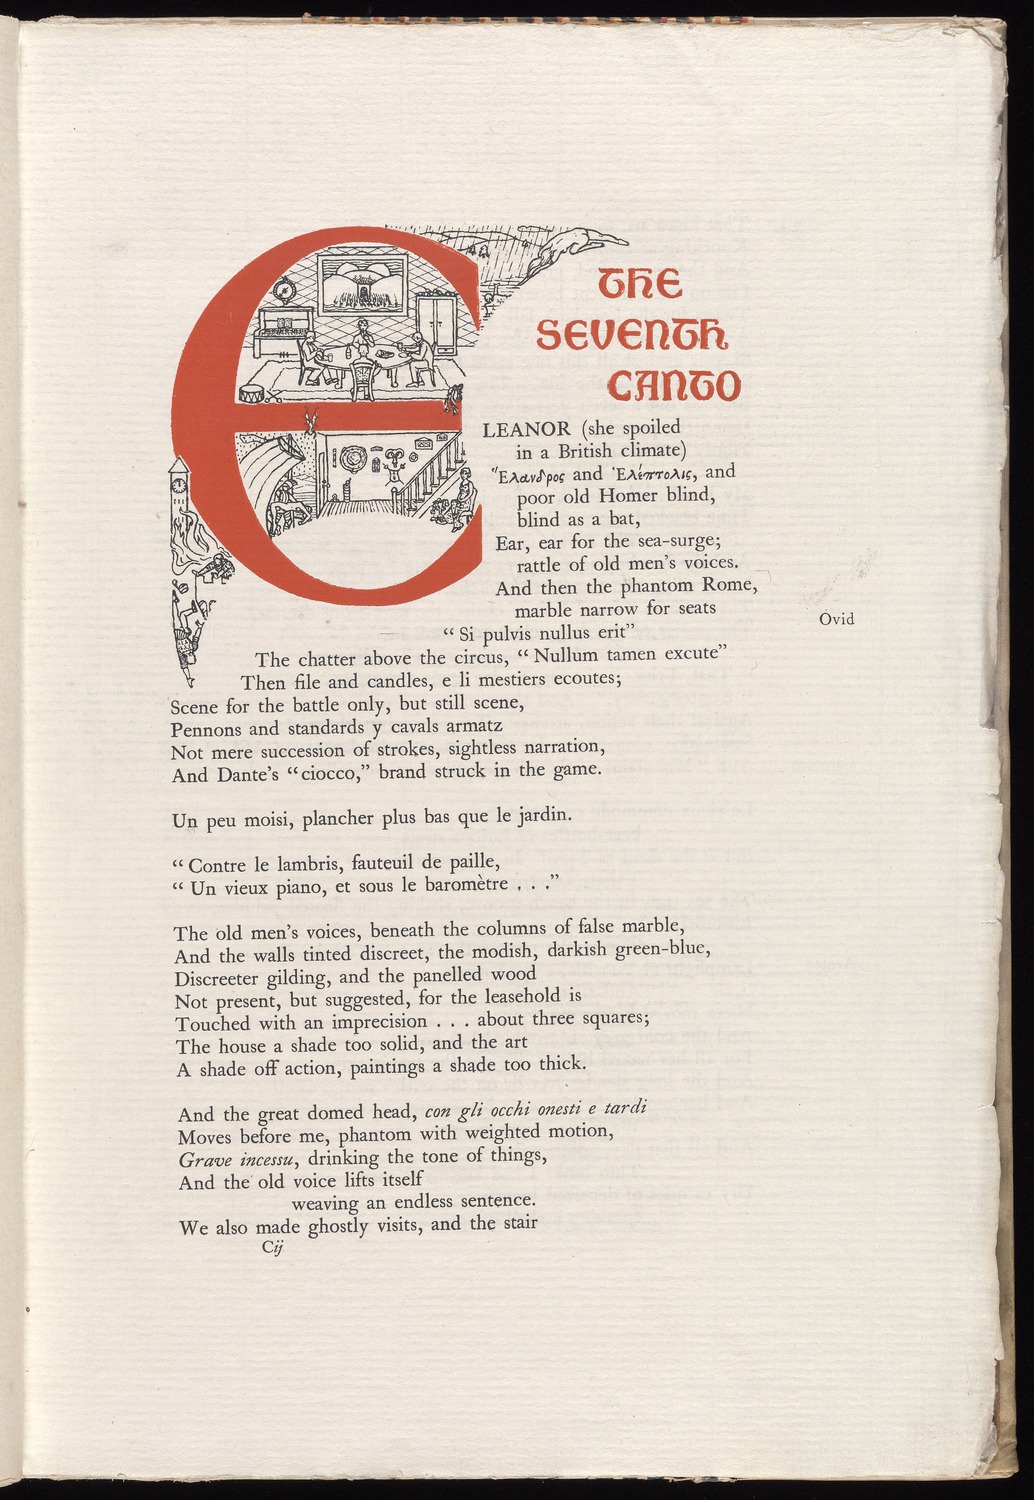 THE
SEVENTH
CANTO
ELEANOR (she spoiled
in a British climate)
Ἕλανδρος and Ἑλέπτολις, and
poor old Homer blind,
blind as a bat,
Ear, ear for the sea-surge;
rattle of old men’s voices.
And then the phantom Rome,
marble narrow for seats
“ Si pulvis nullus erit”
Ovid
The chatter above the circus, “ Nullum tamen excute”
Then file and candles, e li mestiers ecoutes;
Scene for the battle only, but still scene,
Pennons and standards y cavals armatz
Not mere succession of strokes, sightless narration,
And Dante’s “ciocco,” brand struck in the game.
Un peu moisi, plancher plus bas que le jardin.
“ Contre le lambris, fauteuil de paille,
“ Un vieux piano, et sous le baromètre . . .”
The old men’s voices, beneath the columns of false marble,
And the walls tinted discreet, the modish, darkish green-blue,
Discreeter gilding, and the panelled wood
Not present, but suggested, for the leasehold is
Touched with an imprecision . . . about three squares;
The house a shade too solid, and the art
A shade off action, paintings a shade too thick.
And the great domed head, con gli occhi onesti e tardi
Moves before me, phantom with weighted motion,
Grave incessu, drinking the tone of things,
And the old voice lifts itself
weaving an endless sentence.
We also made ghostly visits, and the stair
Cij